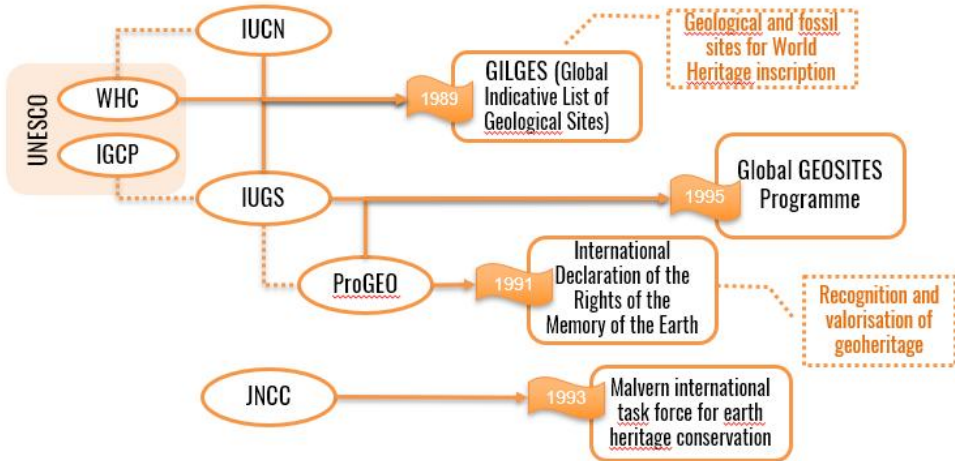 IUCN
Geological and fossil
sites for World
Heritage inscription
UNESCO
WHC
1989
GILGES (Global
Indicative List of
Geological Sites)
IGCP
IUGS
1995
Global GEOSITES
Programme
ProGEO
1991
International
Declaration of the
Rights of the
Memory of the Earth
Recognition and
valorisation of
geoheritage
JNCC
1993
Malvern international
task force for earth
heritage conservation